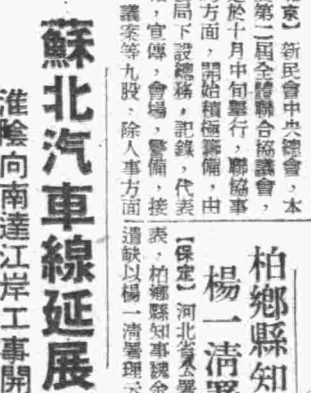 京】新民會中央總會，本
第二屆全體聯合協議會，
於十月中旬舉行，聯協事
方面，開始積極籌備，由
局下設總務，記錄，代表
，宣傳，會場，警備，接
議案等九股，除人事方面
柏鄉縣知
楊一清署
【保定】河北省公署
表，柏鄉縣知事魏金
遺缺以楊一清署理
蘇北汽車線延展
淮陰向南達江岸工事開